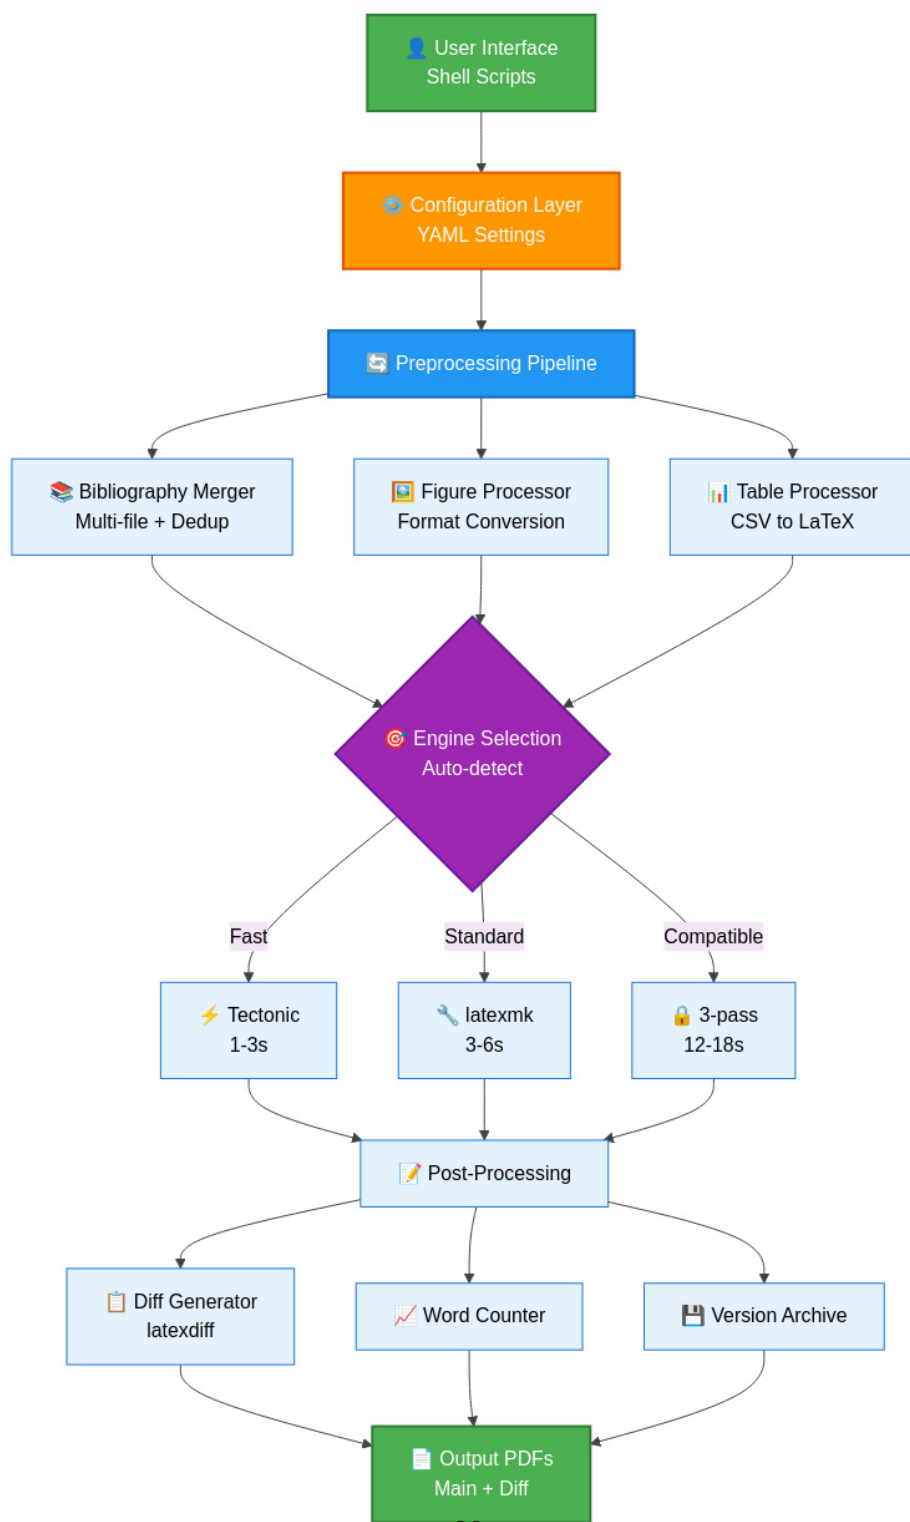 User Interface
Shell Scripts
Configuration Layer
YAML Settings
Preprocessing Pipeline
Bibliography Merger
Multi-file + Dedup
Figure Processor
Format Conversion
Table Processor
CSV to LaTeX
Engine Selection
Auto-detect
Fast
Standard
Compatible
Tectonic
1-3s
latexmk
3-6s
3-pass
12-18s
Post-Processing
Diff Generator
latexdiff
Word Counter
Version Archive
Output PDFs
Main + Diff